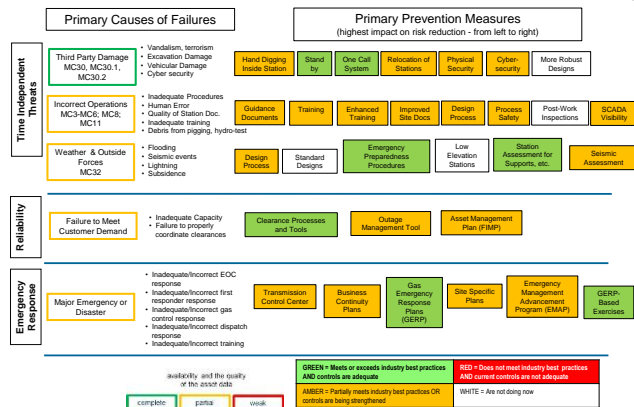 Primary Causes of Failures
Primary Prevention Measures
(highest impact on risk reduction - from left to right)
Time Independent
Threats
Third Party Damage
MC30, MC30.1,
MC30.2
• Vandalism, terrorism
• Excavation Damage
• Vehicular Damage
• Cyber security
Hand Digging
Inside Station
Stand
by
One Call
System
Relocation of
Stations
Physical
Security
Cyber-
security
More Robust
Designs
Incorrect Operations
MC3-MC6; MC8;
MC11
• Inadequate Procedures
• Human Error
• Quality of Station Doc.
• Inadequate training
• Debris from pigging, hydro-test
Guidance
Documents
Training
Enhanced
Training
Improved
Site Docs
Design
Process
Process
Safety
Post-Work
Inspections
SCADA
Visibility
Weather & Outside
Forces
MC32
• Flooding
• Seismic events
• Lightning
• Subsidence
Design
Process
Standard
Designs
Emergency
Preparedness
Procedures
Low
Elevation
Stations
Station
Assessment for
Supports, etc.
Seismic
Assessment
Reliability
Failure to Meet
Customer Demand
• Inadequate Capacity
• Failure to properly
coordinate clearances
Clearance Processes
and Tools
Outage
Management Tool
Asset Management
Plan (FIMP)
Emergency
Response
Major Emergency or
Disaster
• Inadequate/Incorrect EOC
response
• Inadequate/Incorrect first
responder response
• Inadequate/Incorrect gas
control response
• Inadequate/Incorrect dispatch
response
• Inadequate/Incorrect training
Transmission
Control Center
Business
Continuity
Plans
Gas
Emergency
Response
Plans
(GERP)
Site Specific
Plans
Emergency
Management
Advancement
Program (EMAP)
GERP-
Based
Exercises
availability and the quality
of the asset data
complete
partial
weak
GREEN = Meets or exceeds industry best practices
AND controls are adequate
RED = Does not meet industry best practices
AND current controls are not adequate
AMBER = Partially meets industry best practices OR
controls are being strengthened
WHITE = Are not doing now